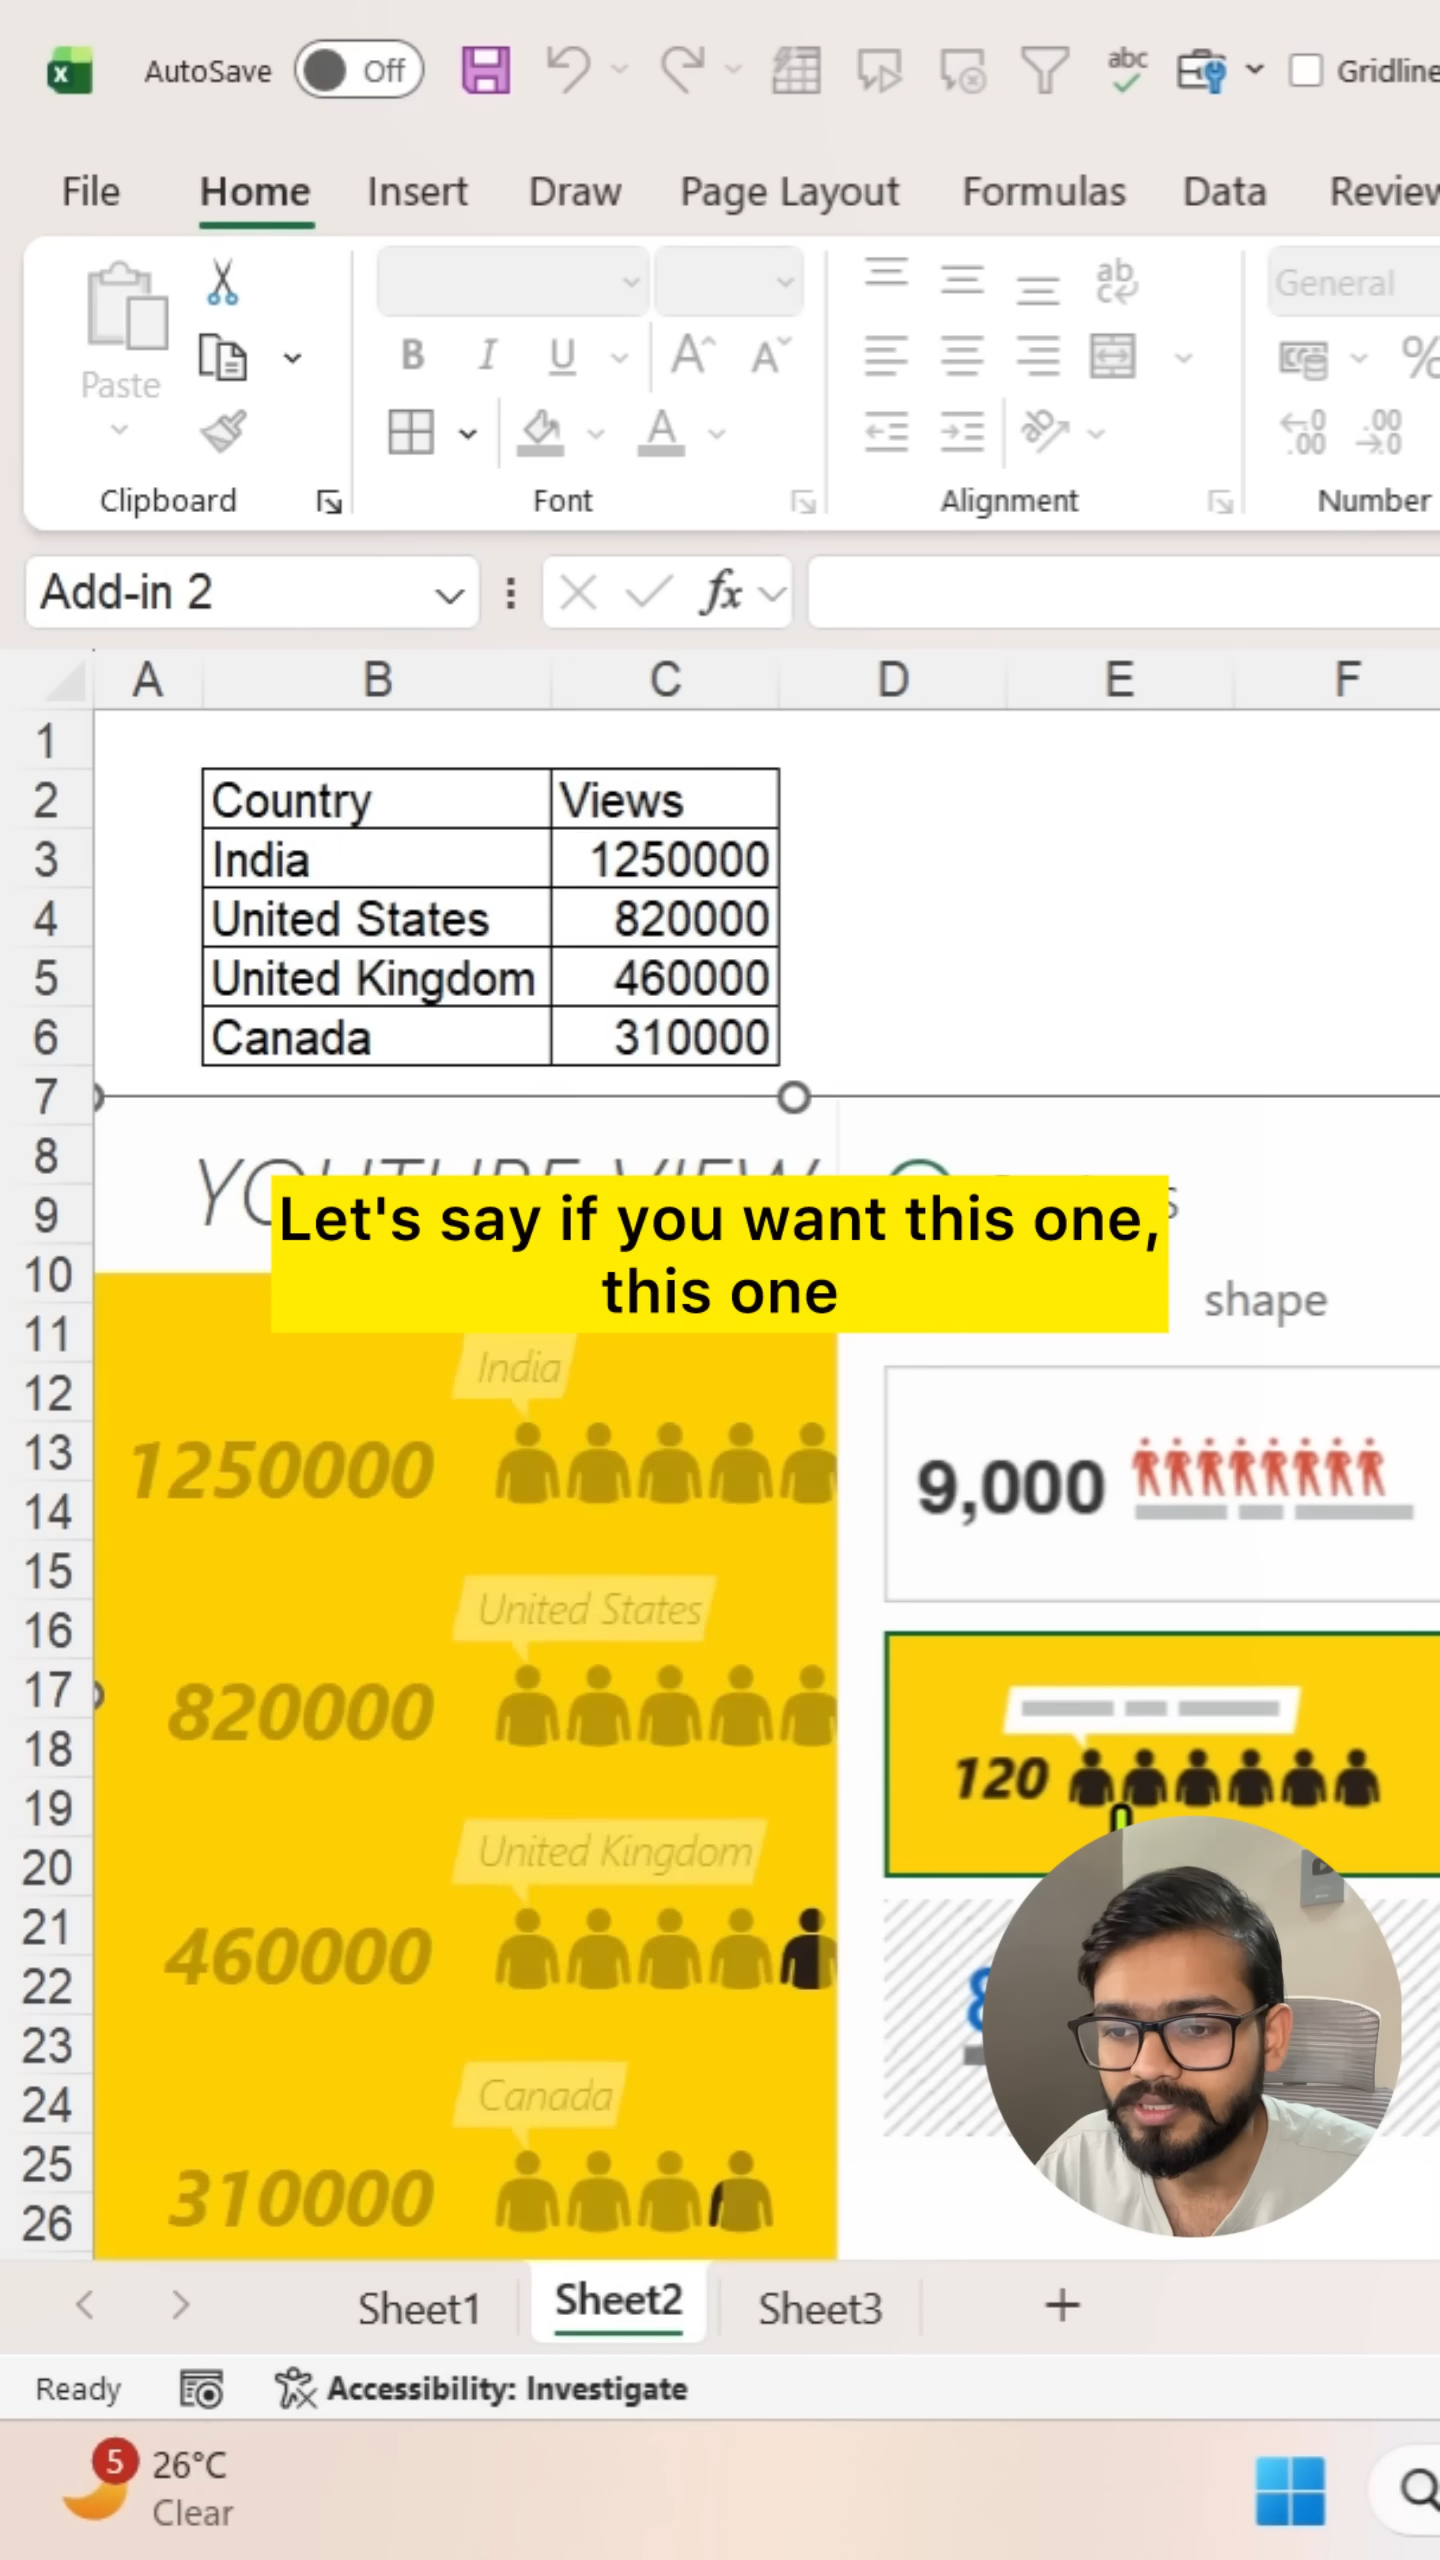 AutoSave Off abc Gridline
File Home Insert Draw Page Layout Formulas Data Review
General
Paste
Clipboard Font Alignment Number
Add-in 2 fx
A B C D E F
1
2 Country Views
3 India 1250000
4 United States 820000
5 United Kingdom 460000
6 Canada 310000
7
8
9
10
11
12
13
14
15
16
17
18
19
20
21
22
23
24
25
26
YOUTUBE VIEW
Let's say if you want this one,
this one
shape
India
1250000
9,000
United States
820000
120
United Kingdom
460000
Canada
310000
Sheet1 Sheet2 Sheet3
Ready Accessibility: Investigate
5 26°C
Clear